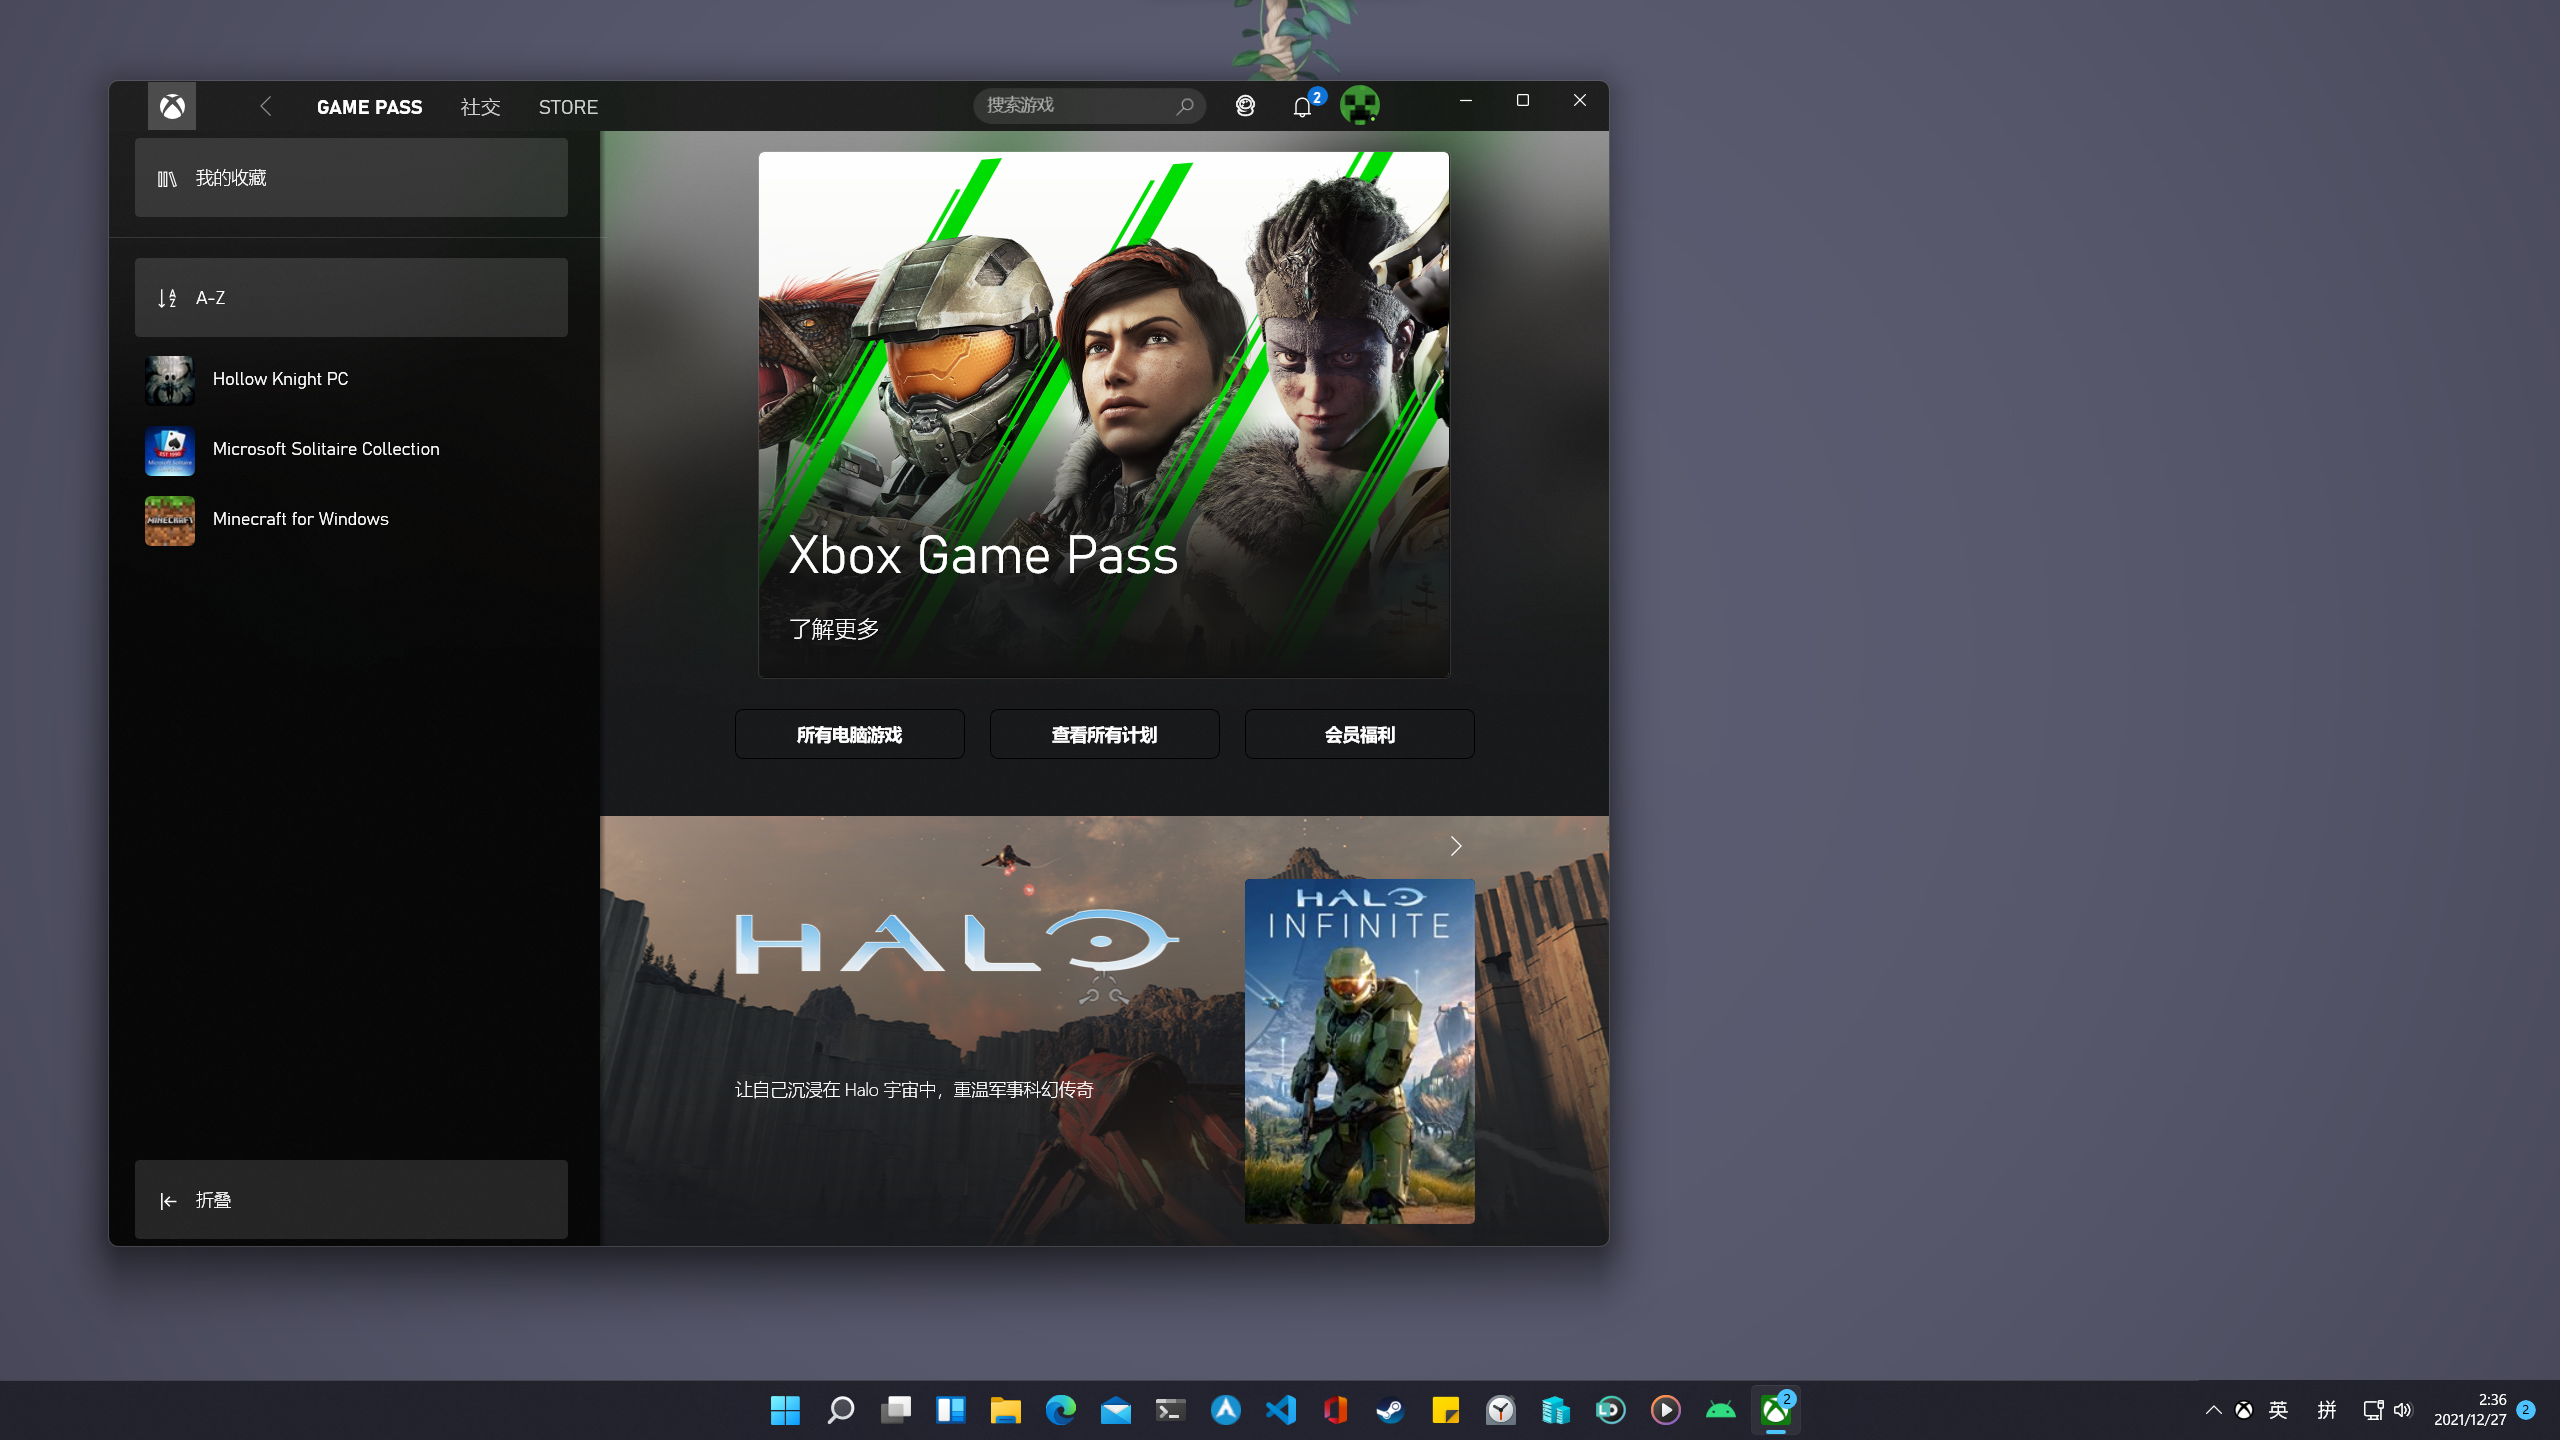 GAME PASS
社交
STORE
搜索游戏
2
我的收藏
A-Z
Hollow Knight PC
Microsoft Solitaire Collection
MINECRAFT
Minecraft for Windows
折叠
Xbox Game Pass
了解更多
所有电脑游戏
查看所有计划
会员福利
HALO
让自己沉浸在 Halo 宇宙中，重温军事科幻传奇
HALO
INFINITE
2
英
拼
2:36
2021/12/27
2